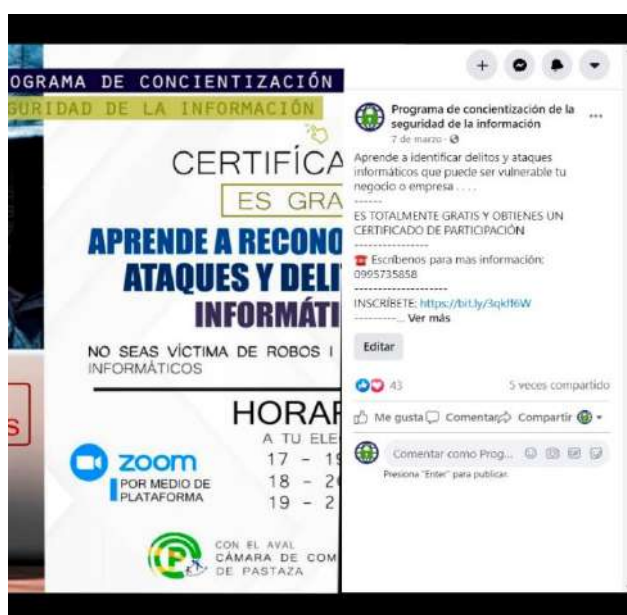 OGRAMA DE CONCIENTIZACIÓN
GURIDAD DE LA INFORMACIÓN
CERTIFÍCA
ES GRA
APRENDE A RECONO
ATAQUES Y DELI
INFORMÁTI
NO SEAS VÍCTIMA DE ROBOS I
INFORMÁTICOS
S
HORAR
A TU ELE
zoom
POR MEDIO DE
PLATAFORMA
17 - 19
18 - 2
19 - 2
CON EL AVAL
CÁMARA DE COM
DE PASTAZA
Programa de concientización de la
seguridad de la información
7 de marzo
Aprende a identificar delitos y ataques
informáticos que puede ser vulnerable tu
negocio o empresa . . . .
------
ES TOTALMENTE GRATIS Y OBTIENES UN
CERTIFICADO DE PARTICIPACIÓN
----------------
☎ Escríbenos para mas información:
0995735858
--------------------
INSCRÍBETE: https://bit.ly/3qkfl6W
---------... Ver más
Editar
43 5 veces compartido
Me gusta Comentar Compartir
Comentar como Prog...
Presiona "Enter" para publicar.